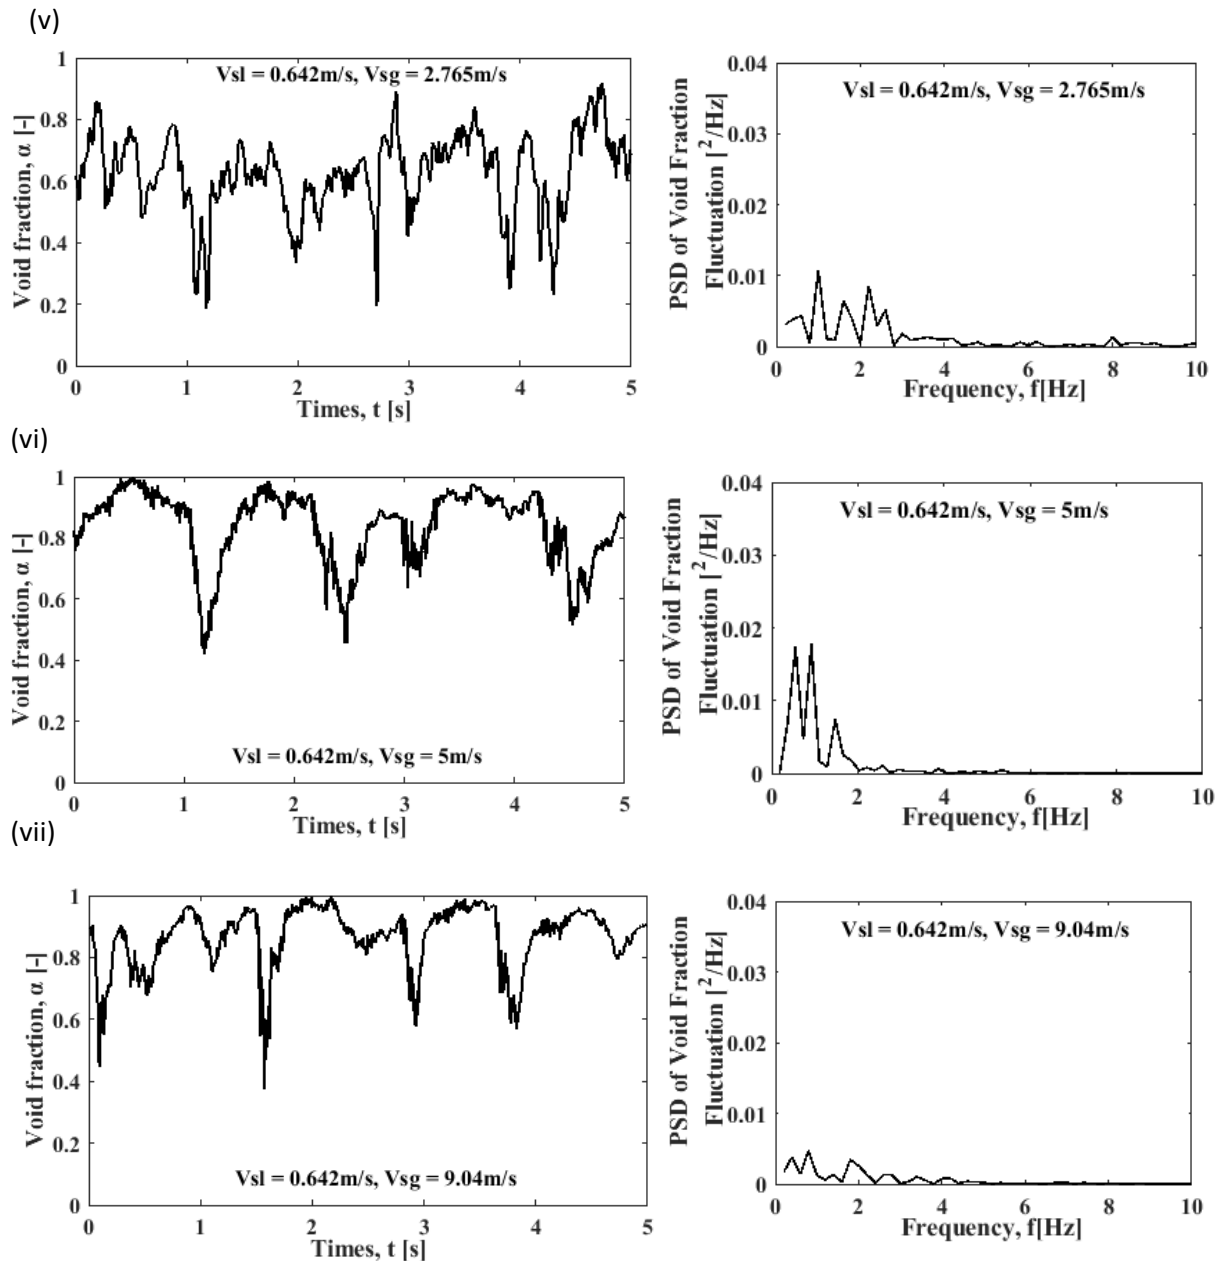 (v)
Vsl = 0.642m/s, Vsg = 2.765m/s
Void fraction, α [-]
1
0.8
0.6
0.4
0.2
0
0 1 2 3 4 5
Times, t [s]
Vsl = 0.642m/s, Vsg = 2.765m/s
PSD of Void Fraction
Fluctuation [²/Hz]
0.04
0.03
0.02
0.01
0
0 2 4 6 8 10
Frequency, f[Hz]
(vi)
Void fraction, α [-]
1
0.8
0.6
0.4
0.2
0
Vsl = 0.642m/s, Vsg = 5m/s
0 1 2 3 4 5
Times, t [s]
Vsl = 0.642m/s, Vsg = 5m/s
PSD of Void Fraction
Fluctuation [²/Hz]
0.04
0.03
0.02
0.01
0
0 2 4 6 8 10
Frequency, f[Hz]
(vii)
Void fraction, α [-]
1
0.8
0.6
0.4
0.2
0
Vsl = 0.642m/s, Vsg = 9.04m/s
0 1 2 3 4 5
Times, t [s]
Vsl = 0.642m/s, Vsg = 9.04m/s
PSD of Void Fraction
Fluctuation [²/Hz]
0.04
0.03
0.02
0.01
0
0 2 4 6 8 10
Frequency, f[Hz]